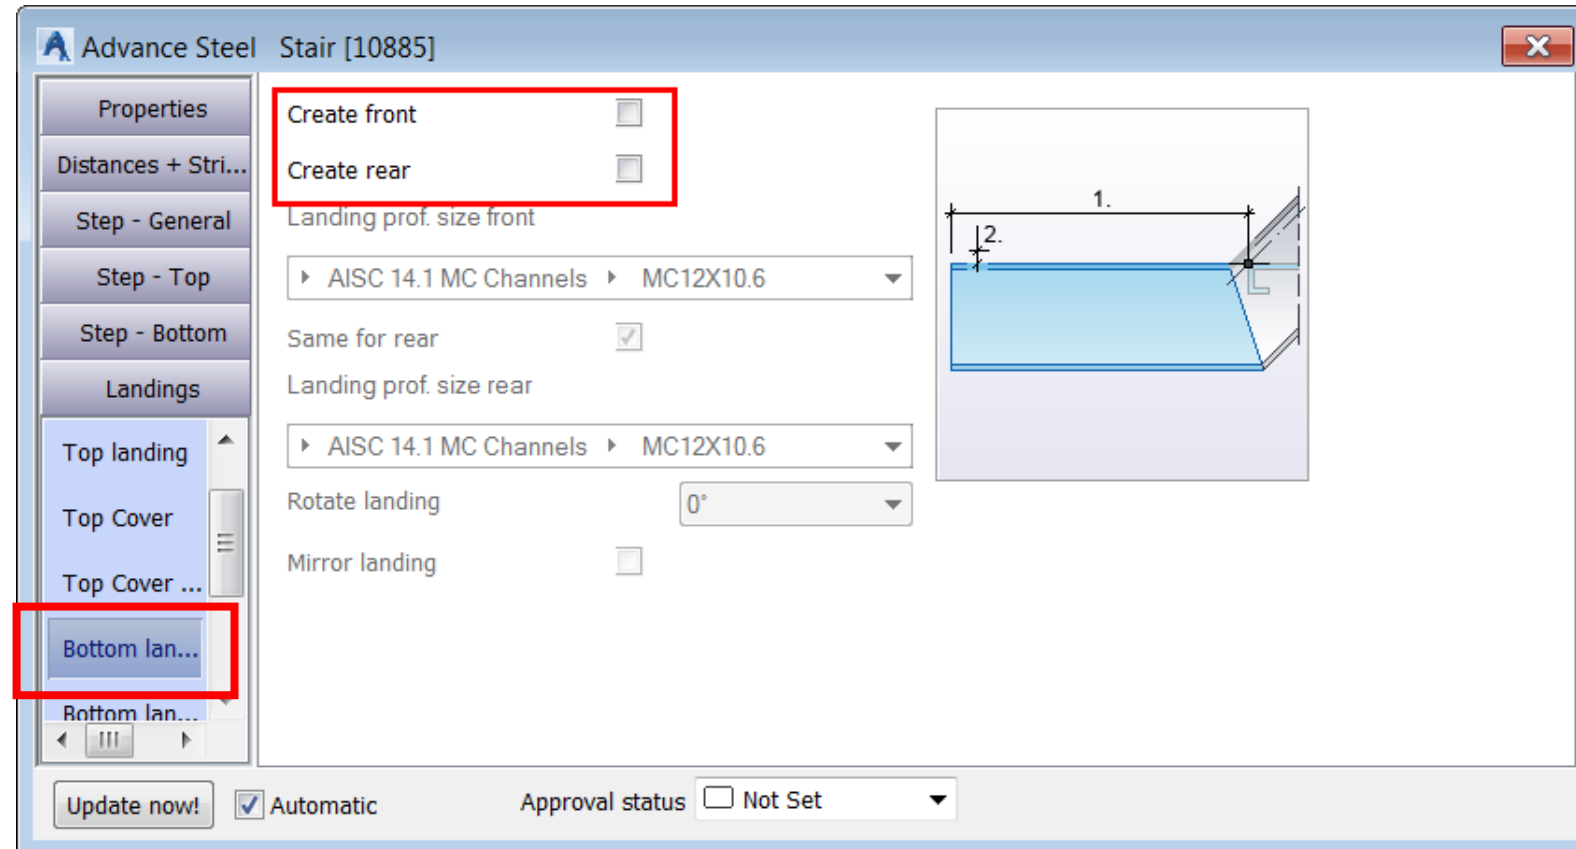 Advance Steel Stair [10885]
Properties
Distances + Stri...
Step - General
Step - Top
Step - Bottom
Landings
Top landing
Top Cover
Top Cover ...
Bottom lan...
Bottom lan...
Create front
Create rear
Landing prof. size front
AISC 14.1 MC Channels MC12X10.6
Same for rear
Landing prof. size rear
AISC 14.1 MC Channels MC12X10.6
Rotate landing 0°
Mirror landing
1.
2.
Update now! Automatic Approval status Not Set